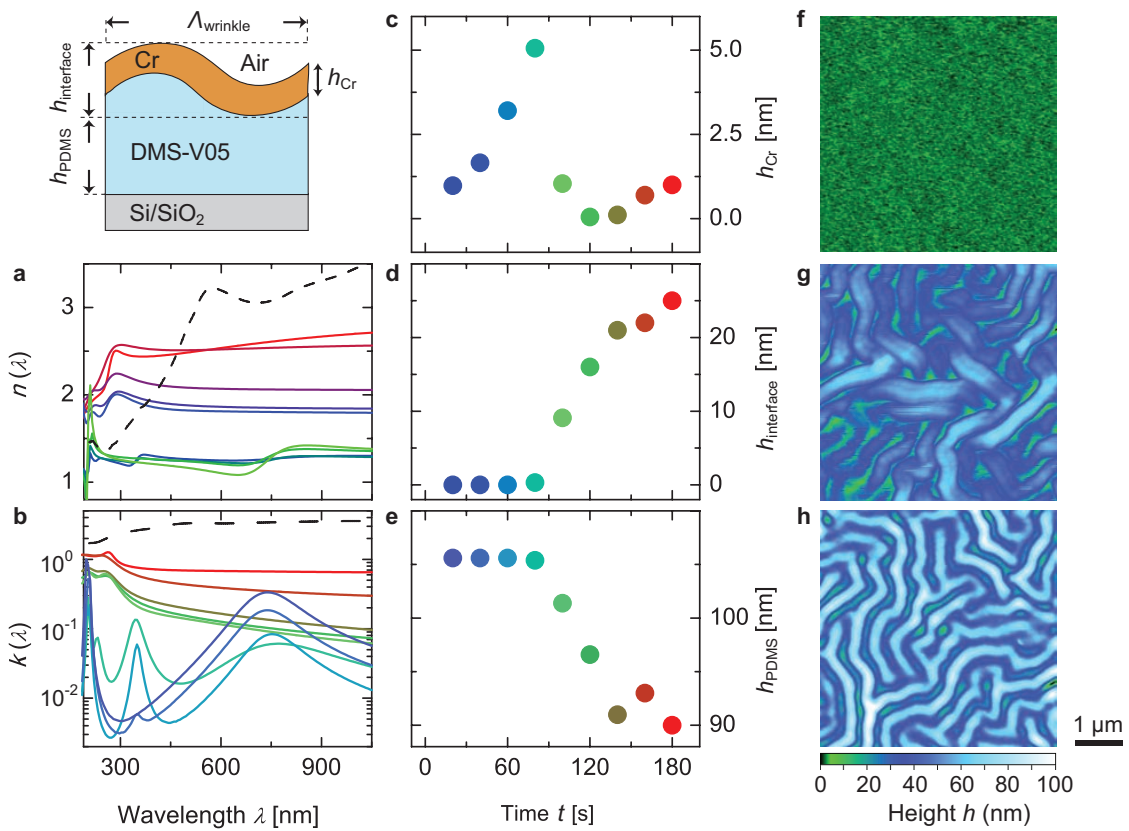 Λwrinkle
hinterface
Cr
Air
hCr
hPDMS
DMS-V05
Si/SiO2
a
n (λ)
3
2
1
b
k (λ)
10^0
10^-1
10^-2
300
600
900
Wavelength λ [nm]
c
5.0
2.5
0.0
hCr [nm]
d
20
10
0
hinterface [nm]
e
100
90
hPDMS [nm]
0
60
120
180
Time t [s]
f
g
h
1 µm
0 20 40 60 80 100
Height h (nm)